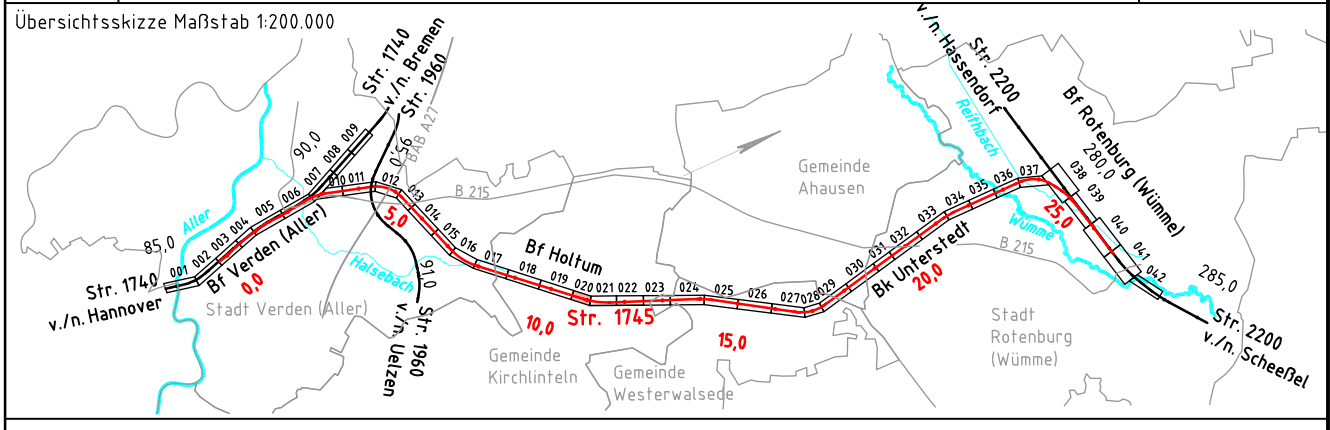 Übersichtsskizze Maßstab 1:200.000
Str. 1740
v./n. Bremen
Str. 1960
95,0
BAB A27
90,0
Aller
85,0
Str. 1740
v./n. Hannover
001
002
003
004
005
006
007
008
009
010
011
012
013
014
015
016
017
018
019
020
021
022
023
024
025
026
027
028
029
030
031
032
033
034
035
036
037
038
039
040
041
042
Bf Verden (Aller)
0,0
Stadt Verden (Aller)
5,0
Halsebach
91,0
Str. 1960
v./n. Uelzen
B 215
Bf Holtum
10,0
Str. 1745
15,0
Gemeinde
Kirchlinteln
Gemeinde
Westerwalsede
Gemeinde
Ahausen
Bk Unterstedt
20,0
v./n. Hassendorf
Str. 2200
Reithbach
Bf Rotenburg (Wümme)
280,0
25,0
Wümme
B 215
285,0
Stadt
Rotenburg
(Wümme)
Str. 2200
v./n. Scheeßel